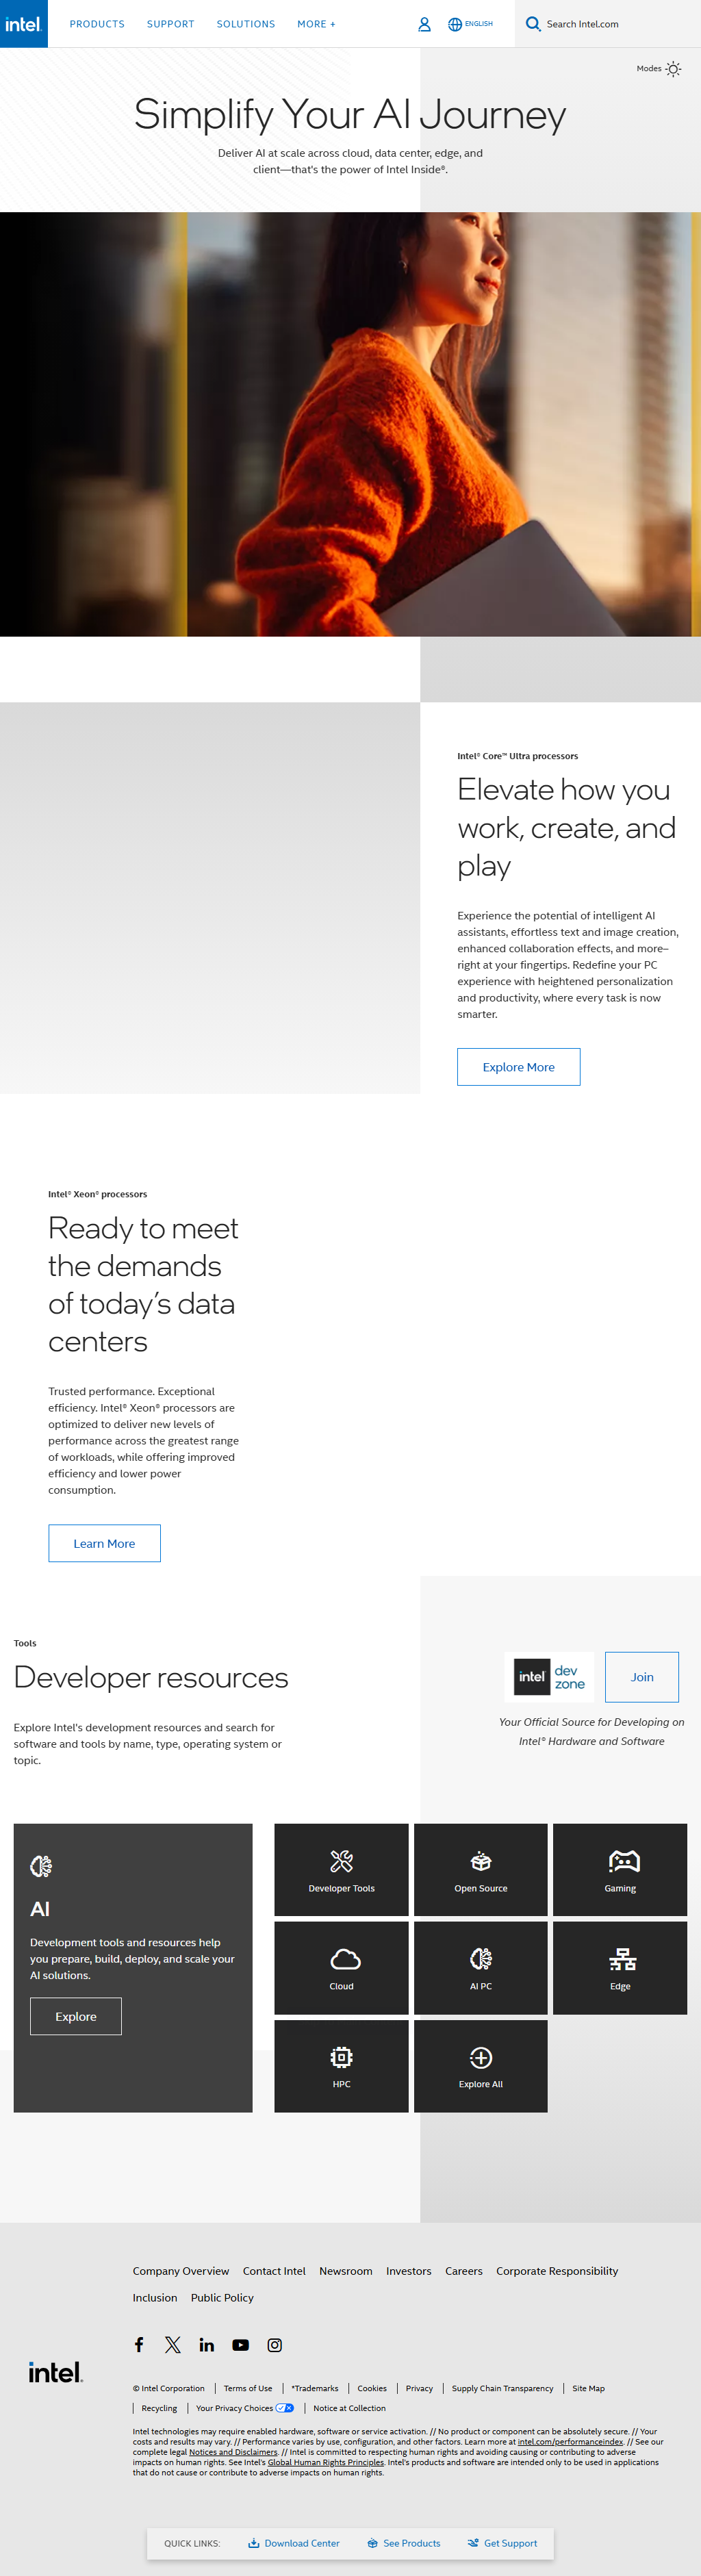 intel.
PRODUCTS
SUPPORT
SOLUTIONS
MORE +
ENGLISH
Search Intel.com
Modes
Simplify Your AI Journey
Deliver AI at scale across cloud, data center, edge, and
client—that's the power of Intel Inside®.
Intel® Core™ Ultra processors
Elevate how you
work, create, and
play
Experience the potential of intelligent AI
assistants, effortless text and image creation,
enhanced collaboration effects, and more–
right at your fingertips. Redefine your PC
experience with heightened personalization
and productivity, where every task is now
smarter.
Explore More
Intel® Xeon® processors
Ready to meet
the demands
of today's data
centers
Trusted performance. Exceptional
efficiency. Intel® Xeon® processors are
optimized to deliver new levels of
performance across the greatest range
of workloads, while offering improved
efficiency and lower power
consumption.
Learn More
Tools
Developer resources
Explore Intel's development resources and search for
software and tools by name, type, operating system or
topic.
intel dev
zone
Join
Your Official Source for Developing on
Intel® Hardware and Software
AI
Development tools and resources help
you prepare, build, deploy, and scale your
AI solutions.
Explore
Developer Tools
Open Source
Gaming
Cloud
AI PC
Edge
HPC
Explore All
Company Overview
Contact Intel
Newsroom
Investors
Careers
Corporate Responsibility
Inclusion
Public Policy
intel.
© Intel Corporation
Terms of Use
*Trademarks
Cookies
Privacy
Supply Chain Transparency
Site Map
Recycling
Your Privacy Choices
Notice at Collection
Intel technologies may require enabled hardware, software or service activation. // No product or component can be absolutely secure. // Your
costs and results may vary. // Performance varies by use, configuration, and other factors. Learn more at intel.com/performanceindex. // See our
complete legal Notices and Disclaimers. // Intel is committed to respecting human rights and avoiding causing or contributing to adverse
impacts on human rights. See Intel's Global Human Rights Principles. Intel's products and software are intended only to be used in applications
that do not cause or contribute to adverse impacts on human rights.
QUICK LINKS:
Download Center
See Products
Get Support